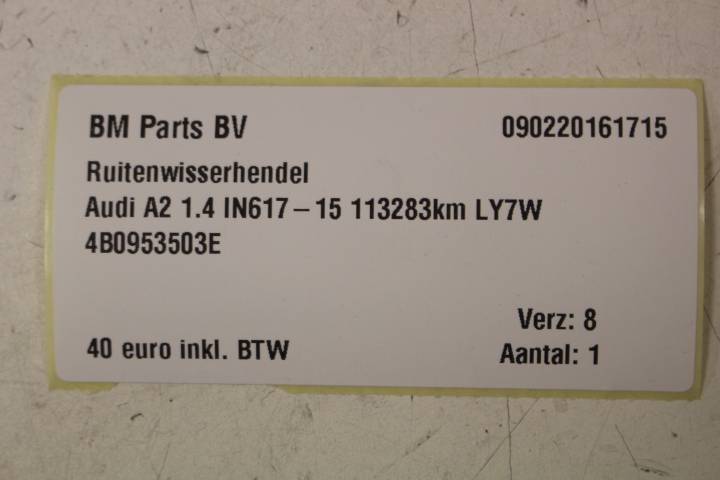 BM Parts BV 090220161715
Ruitenwisserhendel
Audi A2 1.4 IN617 – 15 113283km LY7W
4B0953503E
Verz: 8
40 euro inkl. BTW Aantal: 1